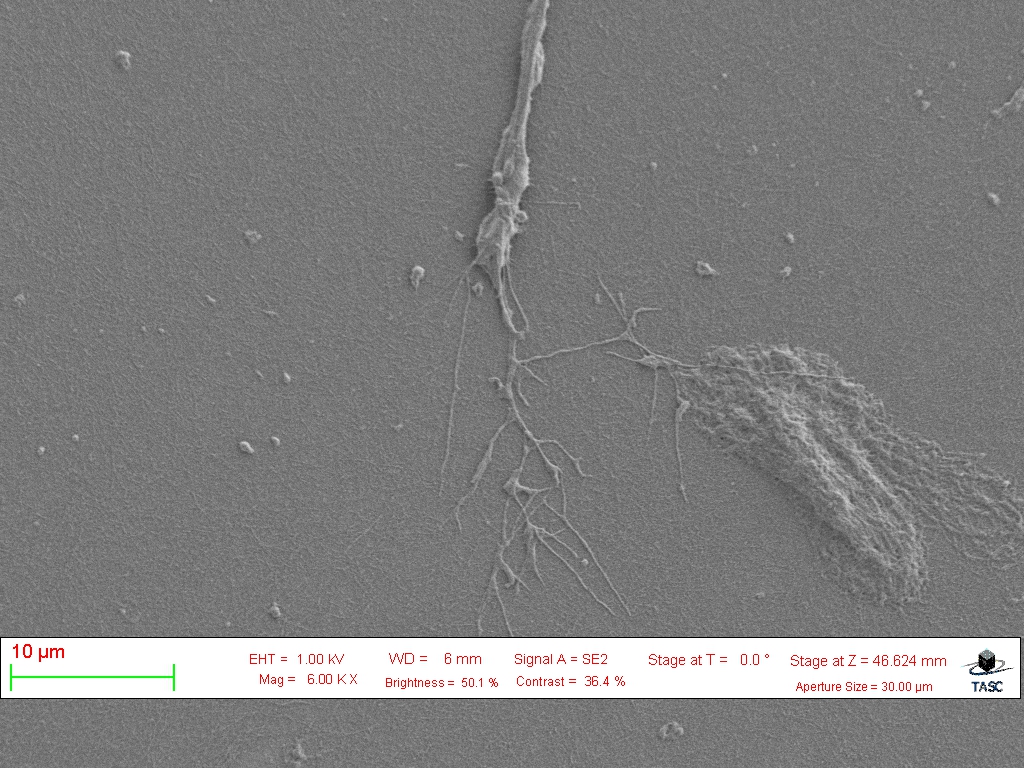 10 µm
EHT = 1.00 kV WD = 6 mm Signal A = SE2 Stage at T = 0.0 ° Stage at Z = 46.624 mm
Mag = 6.00 K X Brightness = 50.1 % Contrast = 36.4 % Aperture Size = 30.00 µm
TASC